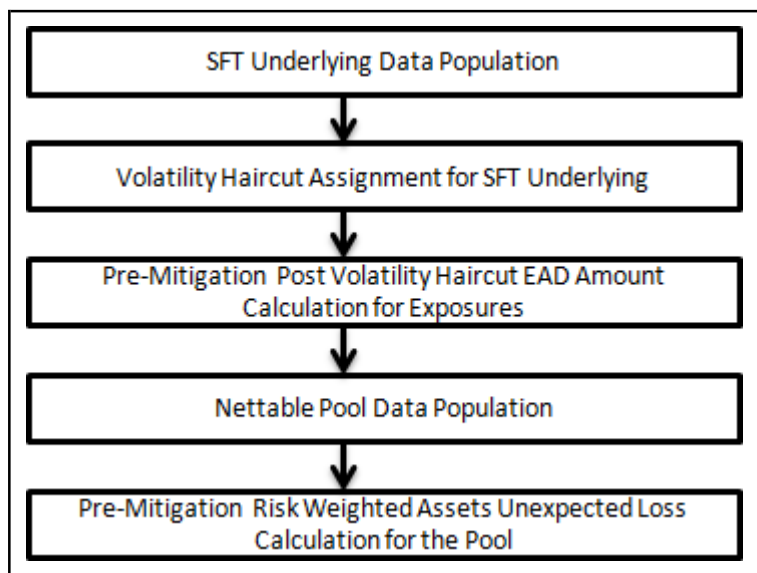 SFT Underlying Data Population
Volatility Haircut Assignment for SFT Underlying
Pre-Mitigation Post Volatility Haircut EAD Amount
Calculation for Exposures
Nettable Pool Data Population
Pre-Mitigation Risk Weighted Assets Unexpected Loss
Calculation for the Pool